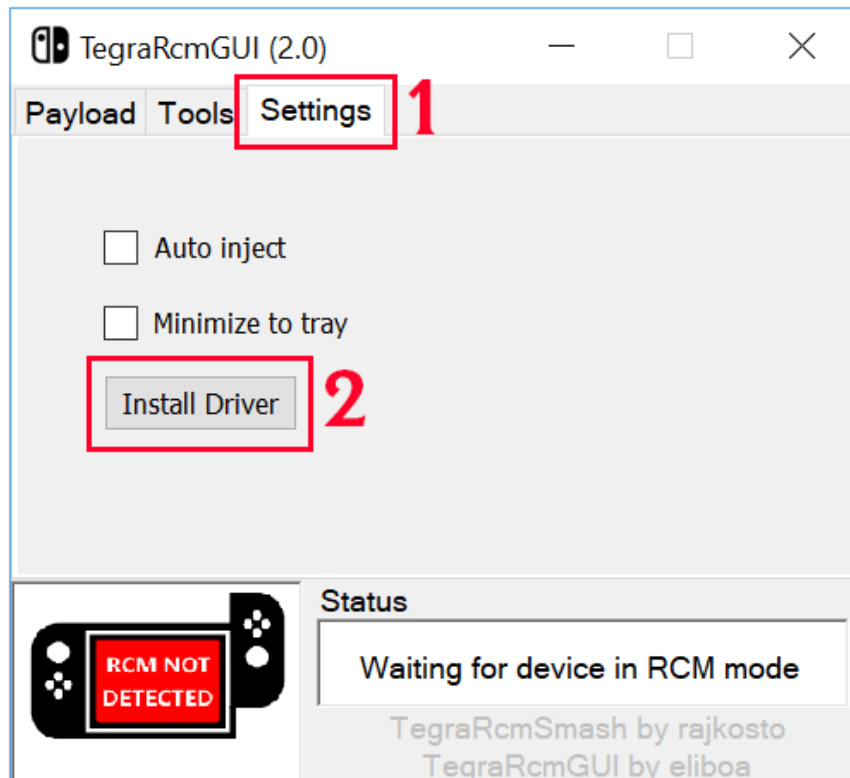 TegraRcmGUI (2.0)
Payload Tools Settings 1
Auto inject
Minimize to tray
Install Driver 2
RCM NOT
DETECTED
Status
Waiting for device in RCM mode
TegraRcmSmash by rajkosto
TegraRcmGUI by eliboa